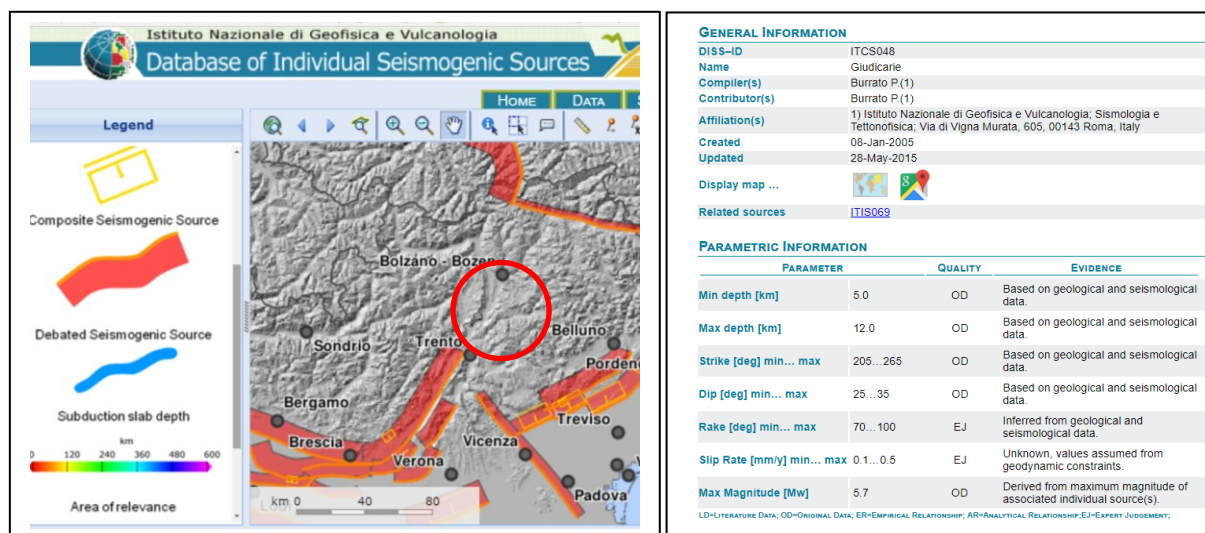 Istituto Nazionale di Geofisica e Vulcanologia
Database of Individual Seismogenic Sources
HOME DATA
Legend
Composite Seismogenic Source
Debated Seismogenic Source
Subduction slab depth
km
120 240 360 480 600
Area of relevance
Bolzano - Bozen
Sondrio
Trento
Belluno
Bergamo
Treviso
Brescia
Vicenza
Verona
Padova
km 0 40 80
GENERAL INFORMATION
DISS–ID ITCS048
Name Giudicarie
Compiler(s) Burrato P.(1)
Contributor(s) Burrato P.(1)
Affiliation(s) 1) Istituto Nazionale di Geofisica e Vulcanologia; Sismologia e
Tettonofisica; Via di Vigna Murata, 605, 00143 Roma, Italy
Created 08-Jan-2005
Updated 28-May-2015
Display map ...
8
Related sources ITIS069
PARAMETRIC INFORMATION
PARAMETER QUALITY EVIDENCE
Min depth [km] 5.0 OD Based on geological and seismological
data.
Max depth [km] 12.0 OD Based on geological and seismological
data.
Strike [deg] min... max 205...265 OD Based on geological and seismological
data.
Dip [deg] min... max 25...35 OD Based on geological and seismological
data.
Rake [deg] min... max 70...100 EJ Inferred from geological and
seismological data.
Slip Rate [mm/y] min... max 0.1...0.5 EJ Unknown, values assumed from
geodynamic constraints.
Max Magnitude [Mw] 5.7 OD Derived from maximum magnitude of
associated individual source(s).
LD=LITERATURE DATA; OD=ORIGINAL DATA; ER=EMPIRICAL RELATIONSHIP; AR=ANALYTICAL RELATIONSHIP;EJ=EXPERT JUDGEMENT;